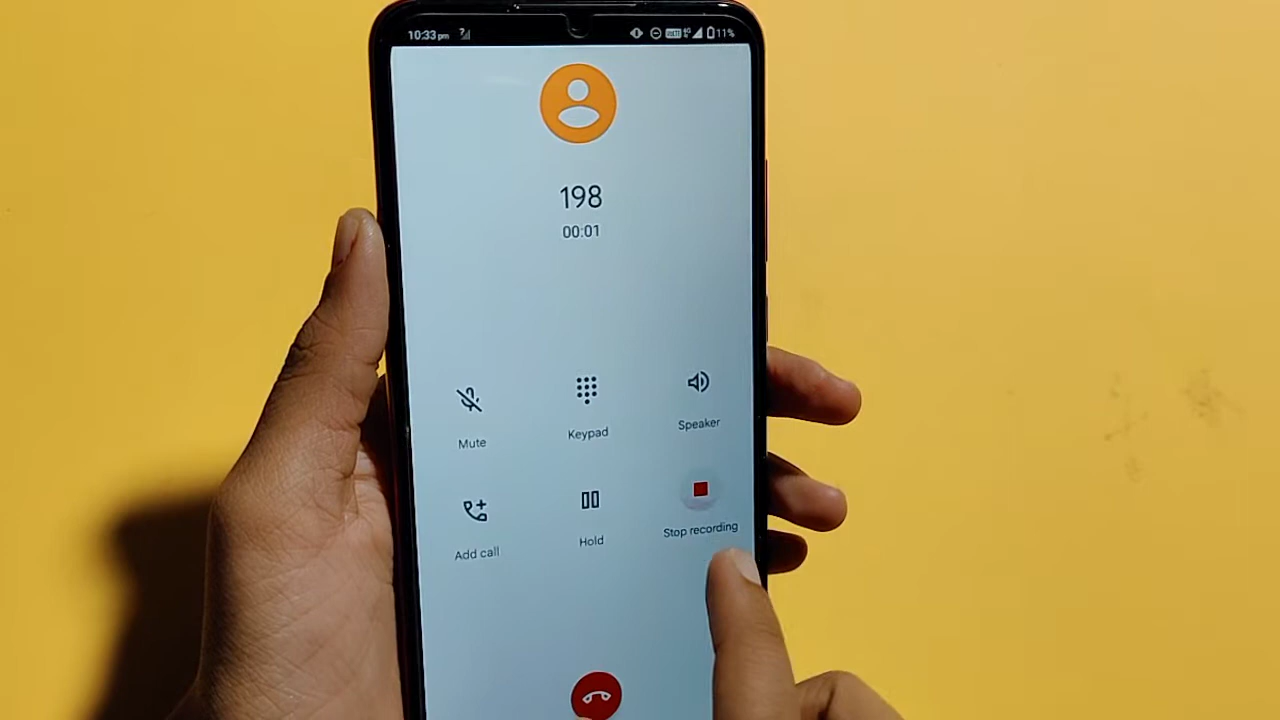 10:33 pm 11%
198
00:01
Mute Keypad Speaker
Add call Hold Stop recording